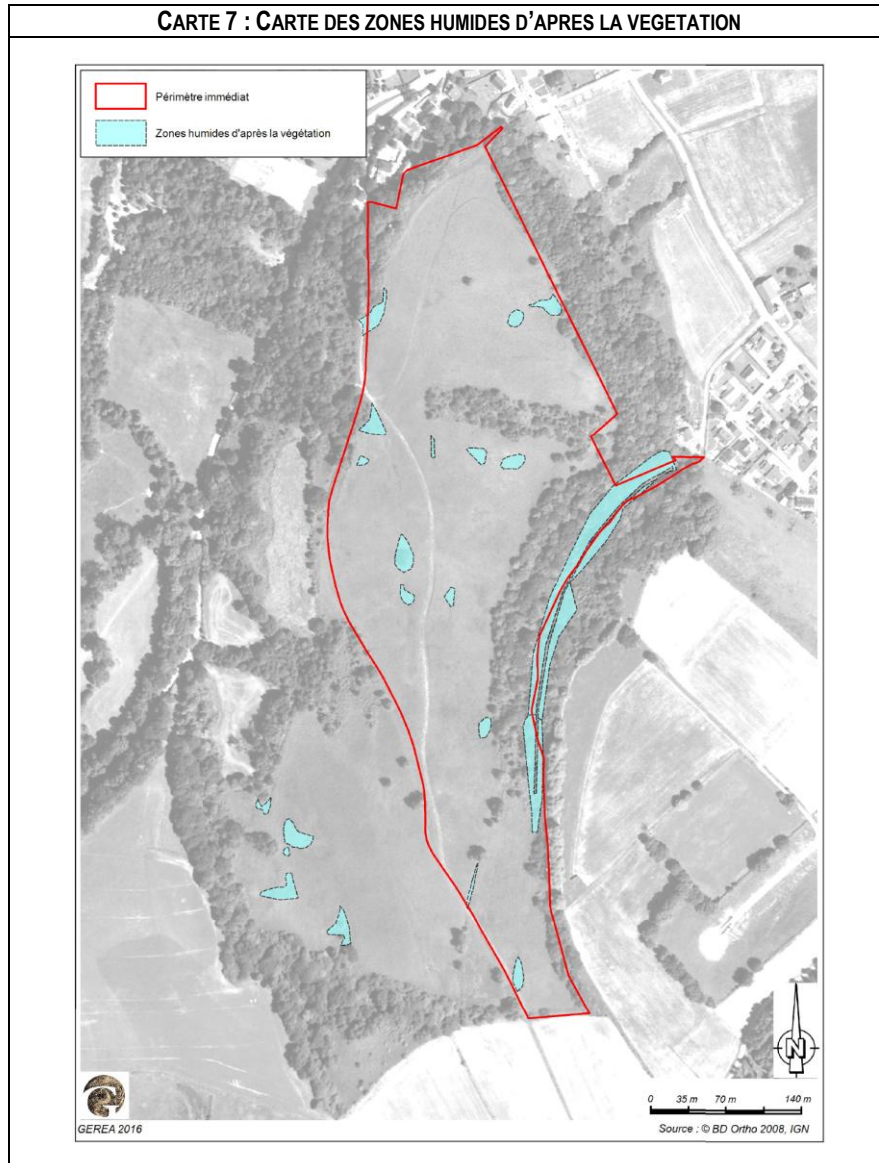 CARTE 7 : CARTE DES ZONES HUMIDES D'APRES LA VEGETATION
Périmètre immédiat
Zones humides d'après la végétation
N
0 35 m 70 m 140 m
GEREA 2016
Source : © BD Ortho 2008, IGN